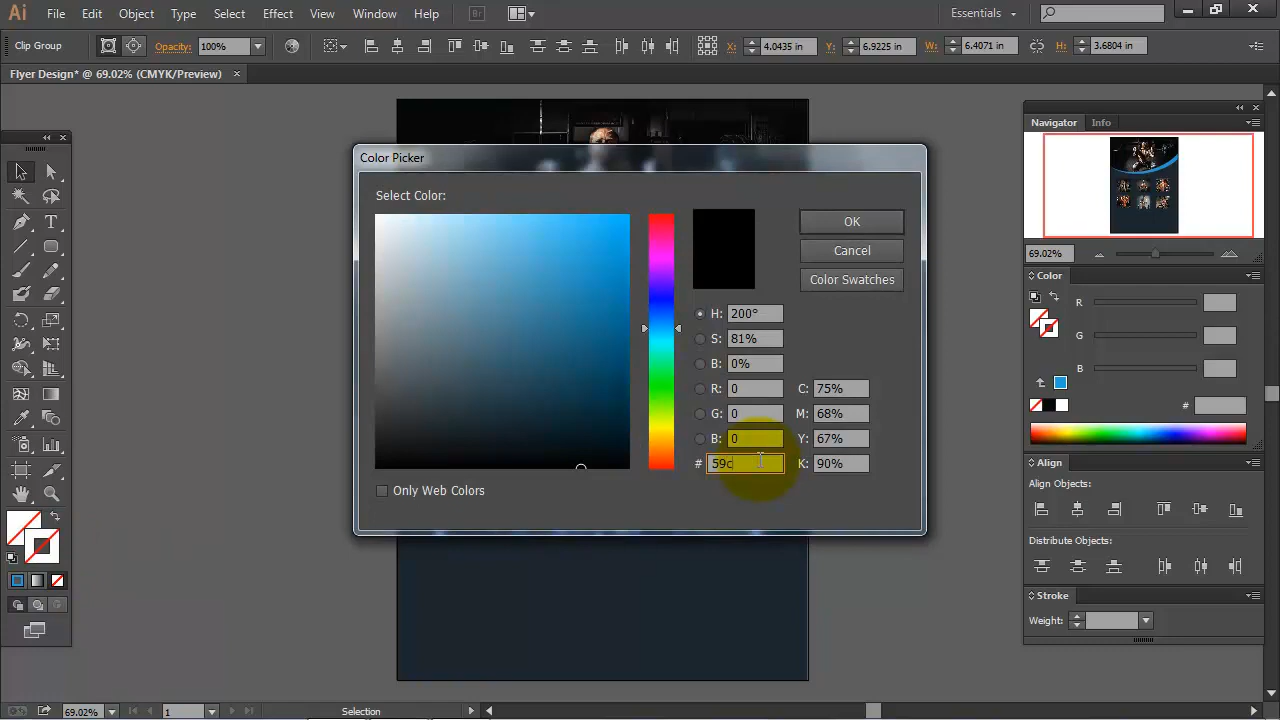 Ai File Edit Object Type Select Effect View Window Help Br Essentials
Clip Group Opacity: 100% X: 4.0435 in Y: 6.9225 in W: 6.4071 in H: 3.6804 in
Flyer Design* @ 69.02% (CMYK/Preview) ×
Color Picker
Select Color:
OK
Cancel
Color Swatches
H: 200°
S: 81%
B: 0%
R: 0 C: 75%
G: 0 M: 68%
B: 0 Y: 67%
# 59c K: 90%
Only Web Colors
Navigator Info
69.02%
Color
R
G
B
#
Align
Align Objects:
Distribute Objects:
Stroke
Weight:
69.02% 1 Selection